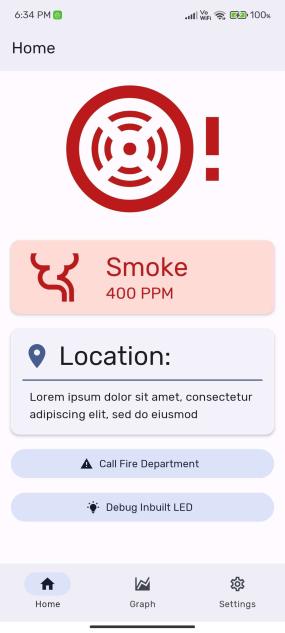 6:34 PM
Vo
WiFi
100%
Home
!
Smoke
400 PPM
Location:
Lorem ipsum dolor sit amet, consectetur
adipiscing elit, sed do eiusmod
Call Fire Department
Debug Inbuilt LED
Home
Graph
Settings